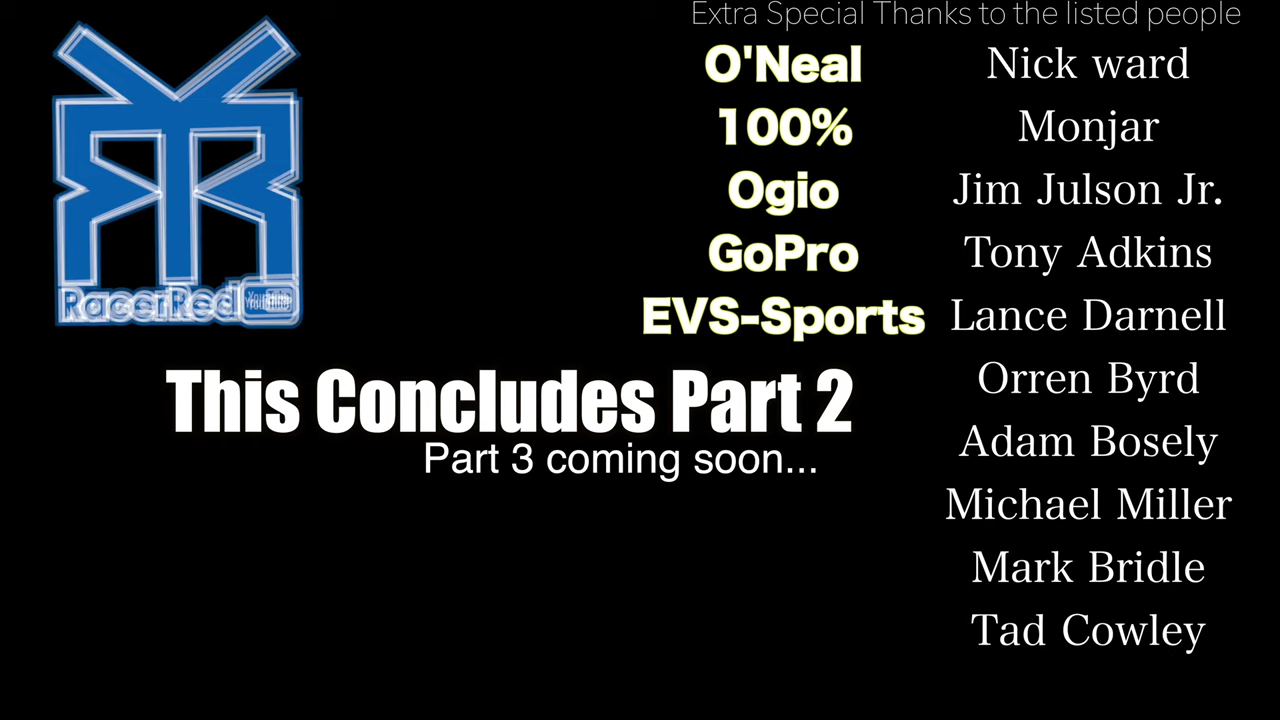 Extra Special Thanks to the listed people
O'Neal
100%
Ogio
GoPro
EVS-Sports
Nick ward
Monjar
Jim Julson Jr.
Tony Adkins
Lance Darnell
Orren Byrd
Adam Bosely
Michael Miller
Mark Bridle
Tad Cowley
RacerRed YouTube
This Concludes Part 2
Part 3 coming soon...